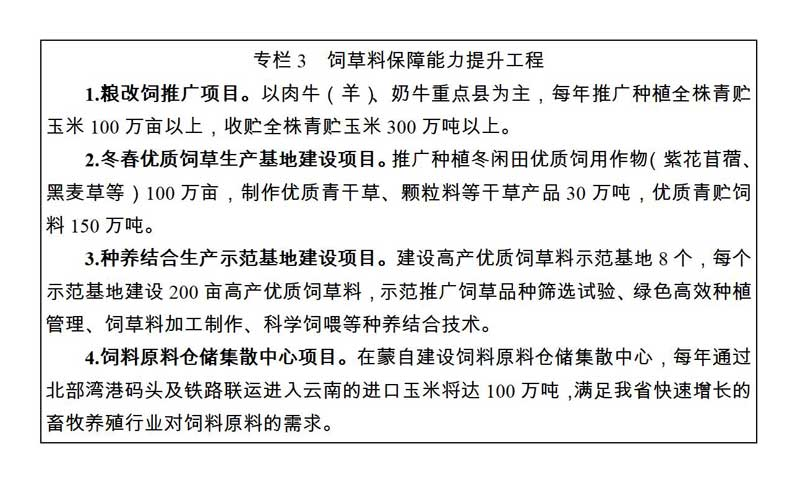 专栏 3 饲草料保障能力提升工程
1.粮改饲推广项目。以肉牛（羊）、奶牛重点县为主，每年推广种植全株青贮
玉米 100 万亩以上，收贮全株青贮玉米 300 万吨以上。
2.冬春优质饲草生产基地建设项目。推广种植冬闲田优质饲用作物（紫花苜蓿、
黑麦草等）100 万亩，制作优质青干草、颗粒料等干草产品 30 万吨，优质青贮饲
料 150 万吨。
3.种养结合生产示范基地建设项目。建设高产优质饲草料示范基地 8 个，每个
示范基地建设 200 亩高产优质饲草料，示范推广饲草品种筛选试验、绿色高效种植
管理、饲草料加工制作、科学饲喂等种养结合技术。
4.饲料原料仓储集散中心项目。在蒙自建设饲料原料仓储集散中心，每年通过
北部湾港码头及铁路联运进入云南的进口玉米将达 100 万吨，满足我省快速增长的
畜牧养殖行业对饲料原料的需求。